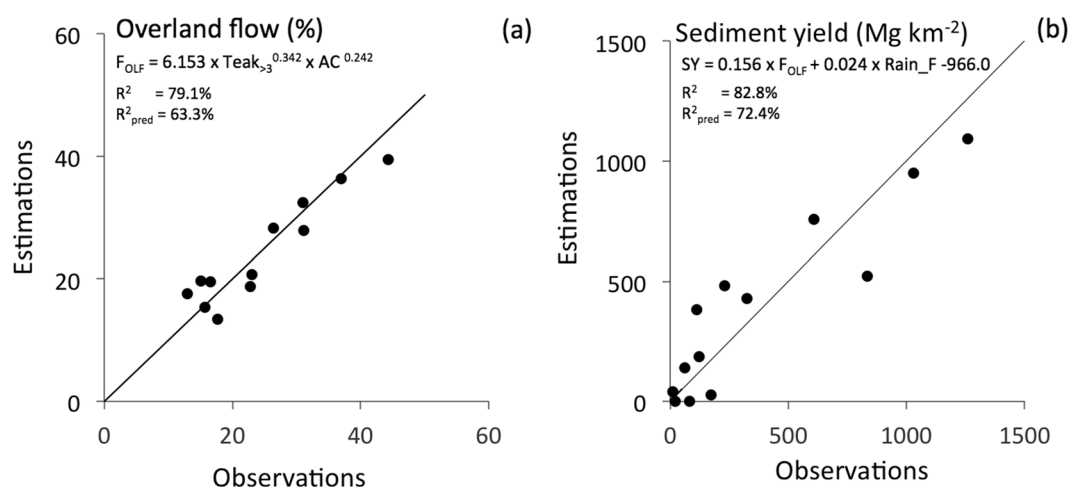 Overland flow (%)
(a)
F_OLF = 6.153 x Teak_>3^0.342 x AC ^0.242
R² = 79.1%
R²_pred = 63.3%
60
40
20
0
Estimations
0 20 40 60
Observations
Sediment yield (Mg km⁻²)
(b)
SY = 0.156 x F_OLF + 0.024 x Rain_F -966.0
R² = 82.8%
R²_pred = 72.4%
1500
1000
500
0
Estimations
0 500 1000 1500
Observations